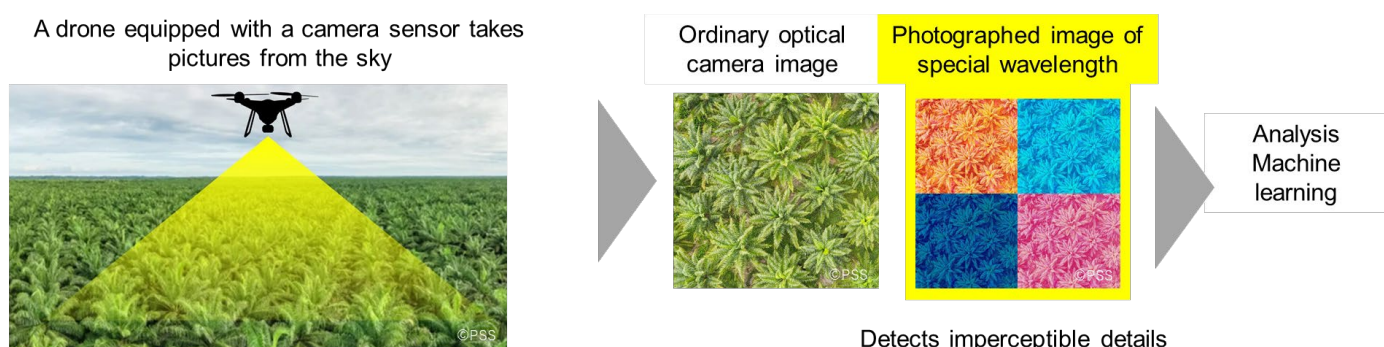 A drone equipped with a camera sensor takes
pictures from the sky
©PSS
Ordinary optical
camera image
©PSS
Photographed image of
special wavelength
©PSS
Detects imperceptible details
Analysis
Machine
learning